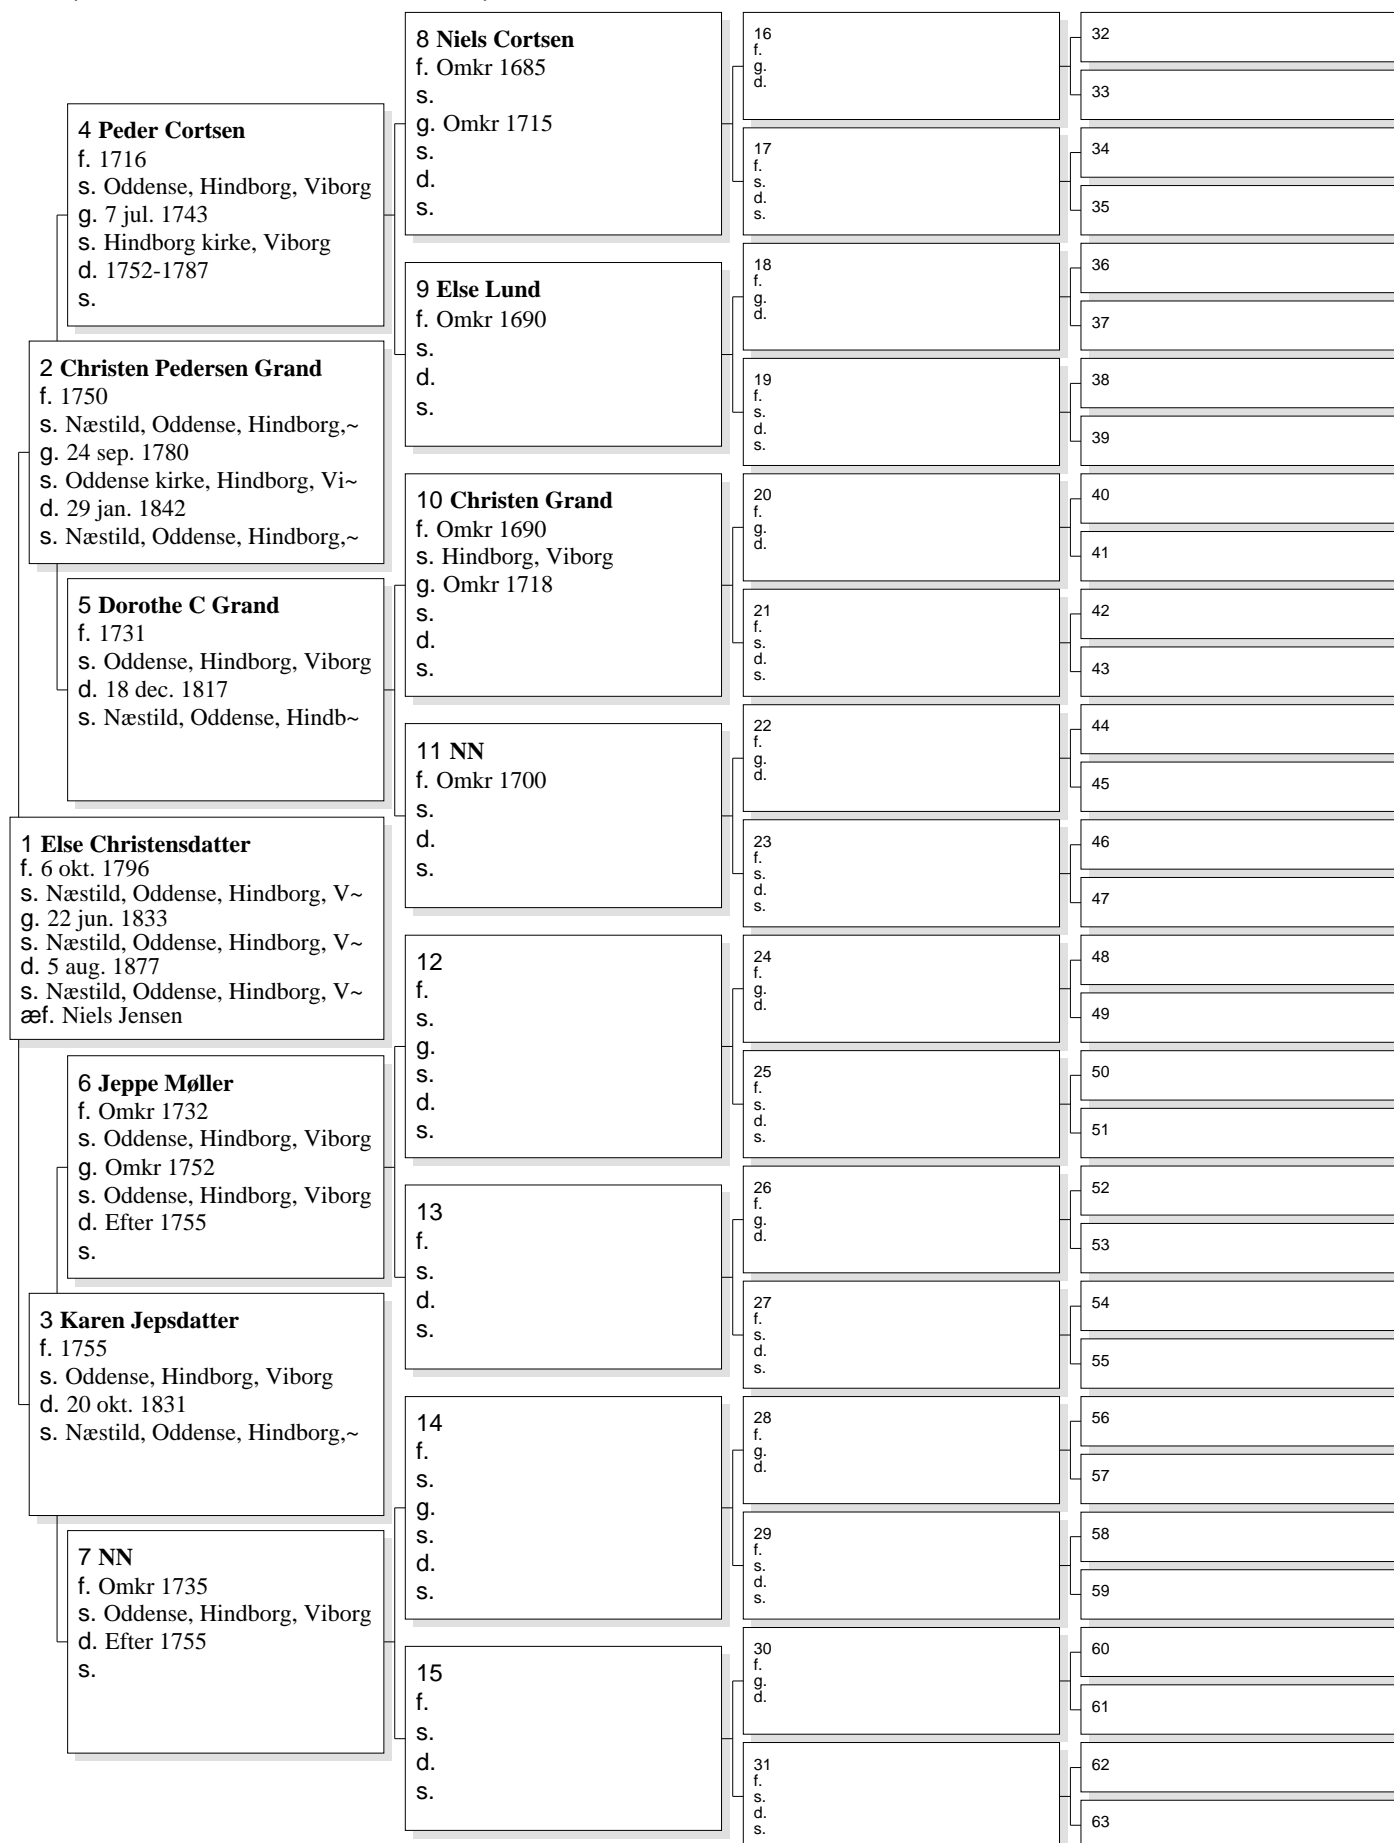 8 Niels Cortsen
f. Omkr 1685
s.
g. Omkr 1715
s.
d.
s.
4 Peder Cortsen
f. 1716
s. Oddense, Hindborg, Viborg
g. 7 jul. 1743
s. Hindborg kirke, Viborg
d. 1752-1787
s.
9 Else Lund
f. Omkr 1690
s.
d.
s.
2 Christen Pedersen Grand
f. 1750
s. Næstild, Oddense, Hindborg,~
g. 24 sep. 1780
s. Oddense kirke, Hindborg, Vi~
d. 29 jan. 1842
s. Næstild, Oddense, Hindborg,~
10 Christen Grand
f. Omkr 1690
s. Hindborg, Viborg
g. Omkr 1718
s.
d.
s.
5 Dorothe C Grand
f. 1731
s. Oddense, Hindborg, Viborg
d. 18 dec. 1817
s. Næstild, Oddense, Hindb~
11 NN
f. Omkr 1700
s.
d.
s.
1 Else Christensdatter
f. 6 okt. 1796
s. Næstild, Oddense, Hindborg, V~
g. 22 jun. 1833
s. Næstild, Oddense, Hindborg, V~
d. 5 aug. 1877
s. Næstild, Oddense, Hindborg, V~
æf. Niels Jensen
12
f.
s.
g.
s.
d.
s.
6 Jeppe Møller
f. Omkr 1732
s. Oddense, Hindborg, Viborg
g. Omkr 1752
s. Oddense, Hindborg, Viborg
d. Efter 1755
s.
13
f.
s.
d.
s.
3 Karen Jepsdatter
f. 1755
s. Oddense, Hindborg, Viborg
d. 20 okt. 1831
s. Næstild, Oddense, Hindborg,~
14
f.
s.
g.
s.
d.
s.
7 NN
f. Omkr 1735
s. Oddense, Hindborg, Viborg
d. Efter 1755
s.
15
f.
s.
d.
s.
16
f.
g.
d.
17
f.
s.
d.
s.
18
f.
g.
d.
19
f.
s.
d.
s.
20
f.
g.
d.
21
f.
s.
d.
s.
22
f.
g.
d.
23
f.
s.
d.
s.
24
f.
g.
d.
25
f.
s.
d.
s.
26
f.
g.
d.
27
f.
s.
d.
s.
28
f.
g.
d.
29
f.
s.
d.
s.
30
f.
g.
d.
31
f.
s.
d.
s.
32
33
34
35
36
37
38
39
40
41
42
43
44
45
46
47
48
49
50
51
52
53
54
55
56
57
58
59
60
61
62
63